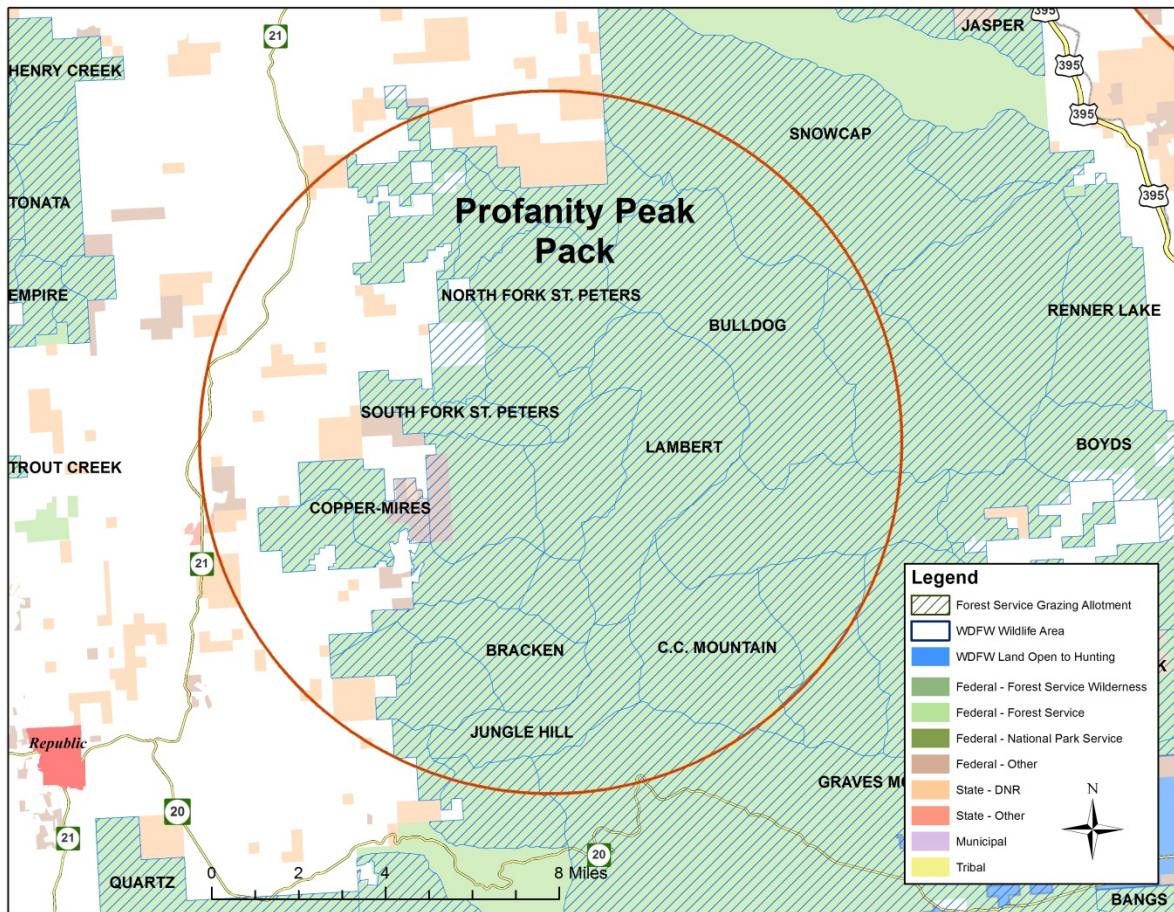 21
JASPER
395
395
395
395
HENRY CREEK
SNOWCAP
TONATA
Profanity Peak
Pack
EMPIRE
NORTH FORK ST. PETERS
BULLDOG
RENNER LAKE
SOUTH FORK ST. PETERS
LAMBERT
BOYDS
TROUT CREEK
COPPER-MIRES
21
BRACKEN
C.C. MOUNTAIN
JUNGLE HILL
Republic
GRAVES MO
20
21
20
0 2 4 8 Miles
QUARTZ
BANGS
K
Legend
Forest Service Grazing Allotment
WDFW Wildlife Area
WDFW Land Open to Hunting
Federal - Forest Service Wilderness
Federal - Forest Service
Federal - National Park Service
Federal - Other
State - DNR
State - Other
Municipal
Tribal
N